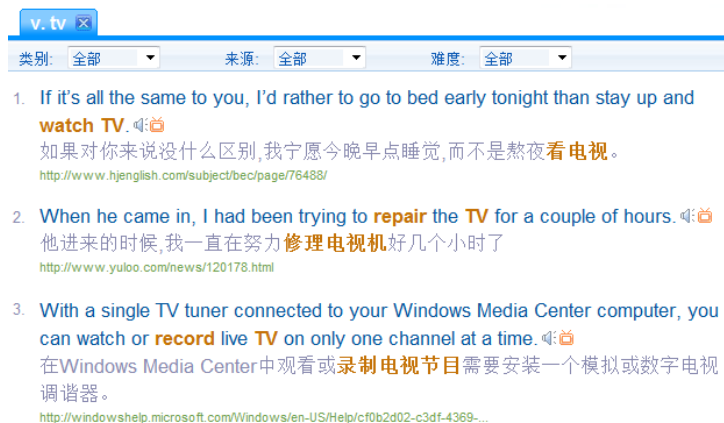 v. tv
类别: 全部 来源: 全部 难度: 全部
1. If it's all the same to you, I'd rather to go to bed early tonight than stay up and
watch TV.
如果对你来说没什么区别,我宁愿今晚早点睡觉,而不是熬夜看电视。
http://www.hjenglish.com/subject/bec/page/76488/
2. When he came in, I had been trying to repair the TV for a couple of hours.
他进来的时候,我一直在努力修理电视机好几个小时了
http://www.yuloo.com/news/120178.html
3. With a single TV tuner connected to your Windows Media Center computer, you
can watch or record live TV on only one channel at a time.
在Windows Media Center中观看或录制电视节目需要安装一个模拟或数字电视
调谐器。
http://windowshelp.microsoft.com/Windows/en-US/Help/cf0b2d02-c3df-4369-...